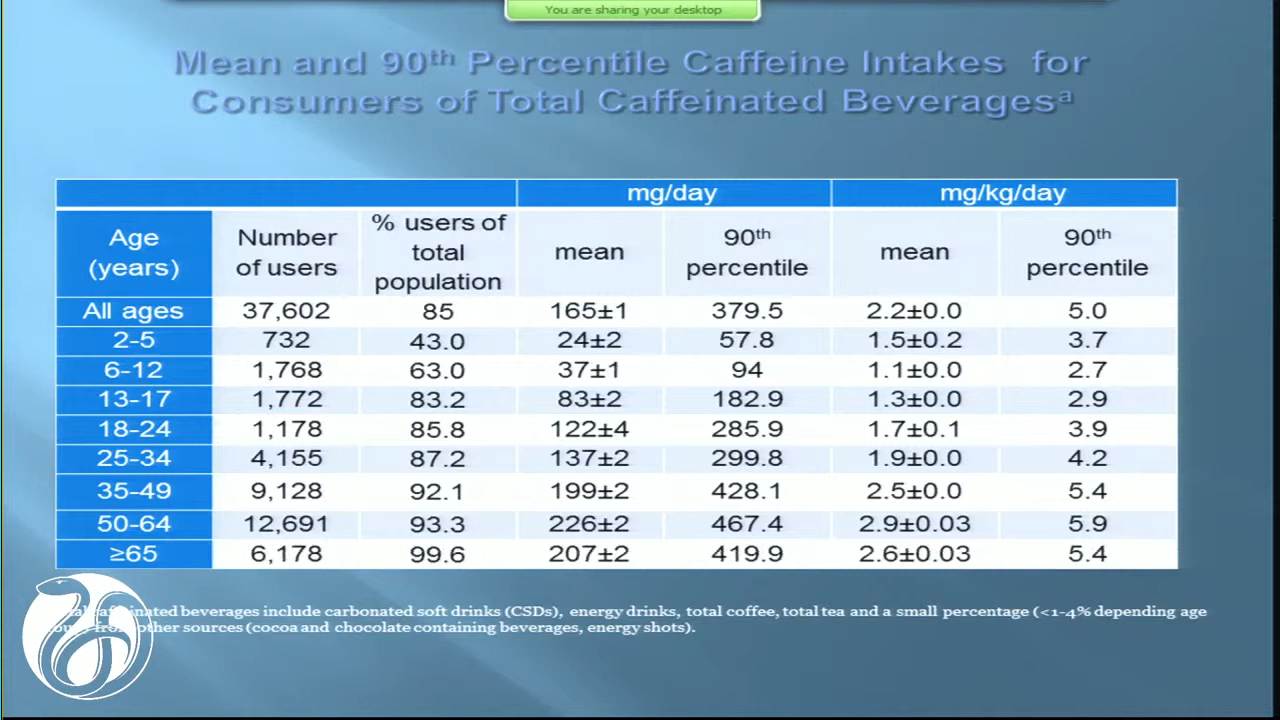 You are sharing your desktop
Mean and 90th Percentile Caffeine Intakes for
Consumers of Total Caffeinated Beveragesa
mg/day mg/kg/day
Age (years) Number of users % users of total population mean 90th percentile mean 90th percentile
All ages 37,602 85 165±1 379.5 2.2±0.0 5.0
2-5 732 43.0 24±2 57.8 1.5±0.2 3.7
6-12 1,768 63.0 37±1 94 1.1±0.0 2.7
13-17 1,772 83.2 83±2 182.9 1.3±0.0 2.9
18-24 1,178 85.8 122±4 285.9 1.7±0.1 3.9
25-34 4,155 87.2 137±2 299.8 1.9±0.0 4.2
35-49 9,128 92.1 199±2 428.1 2.5±0.0 5.4
50-64 12,691 93.3 226±2 467.4 2.9±0.03 5.9
≥65 6,178 99.6 207±2 419.9 2.6±0.03 5.4
beverages include carbonated soft drinks (CSDs), energy drinks, total coffee, total tea and a small percentage (<1-4% depending age
other sources (cocoa and chocolate containing beverages, energy shots).